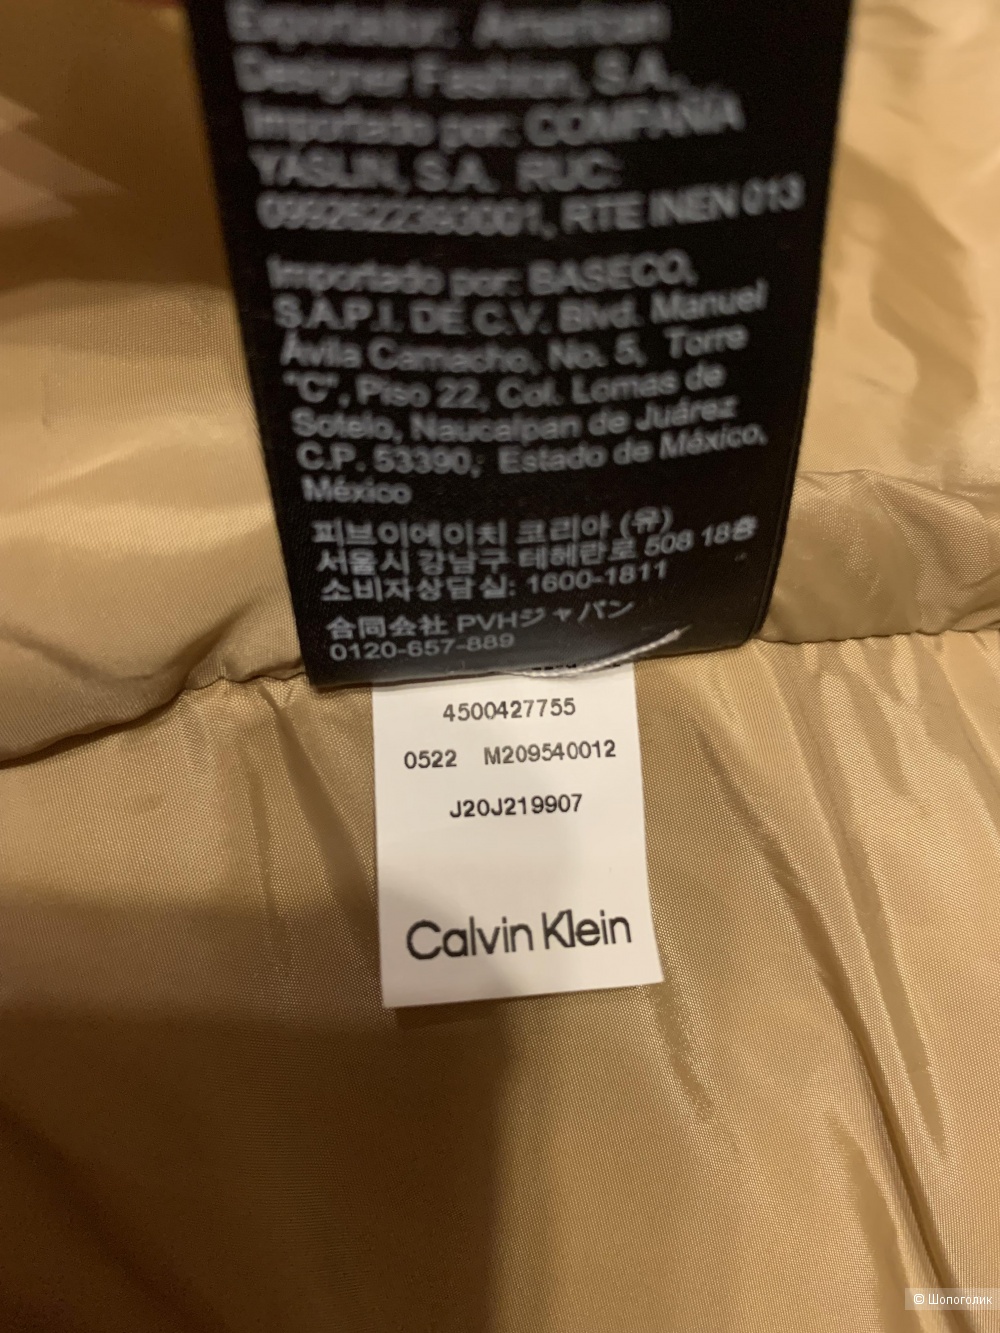 Exportador: American
Designer Fashion, S.A.,
Importado por: COMPAÑÍA
YASLIN, S.A. RUC:
RTE INEN 013
Importado por: BASECO,
S.A.P.I. DE C.V. Blvd. Manuel
Ávila Camacho, No. 5, Torre
"C", Piso 22, Col. Lomas de
Sotelo, Naucalpan de Juárez
C.P. 53390, Estado de México,
México
피브이에이치 코리아 (유)
서울시 강남구 테헤란로 508 18층
소비자상담실: 1600-1811
合同会社 PVHジャパン
0120-657-889
4500427755
0522 M209540012
J20J219907
Calvin Klein
© Шопоголик